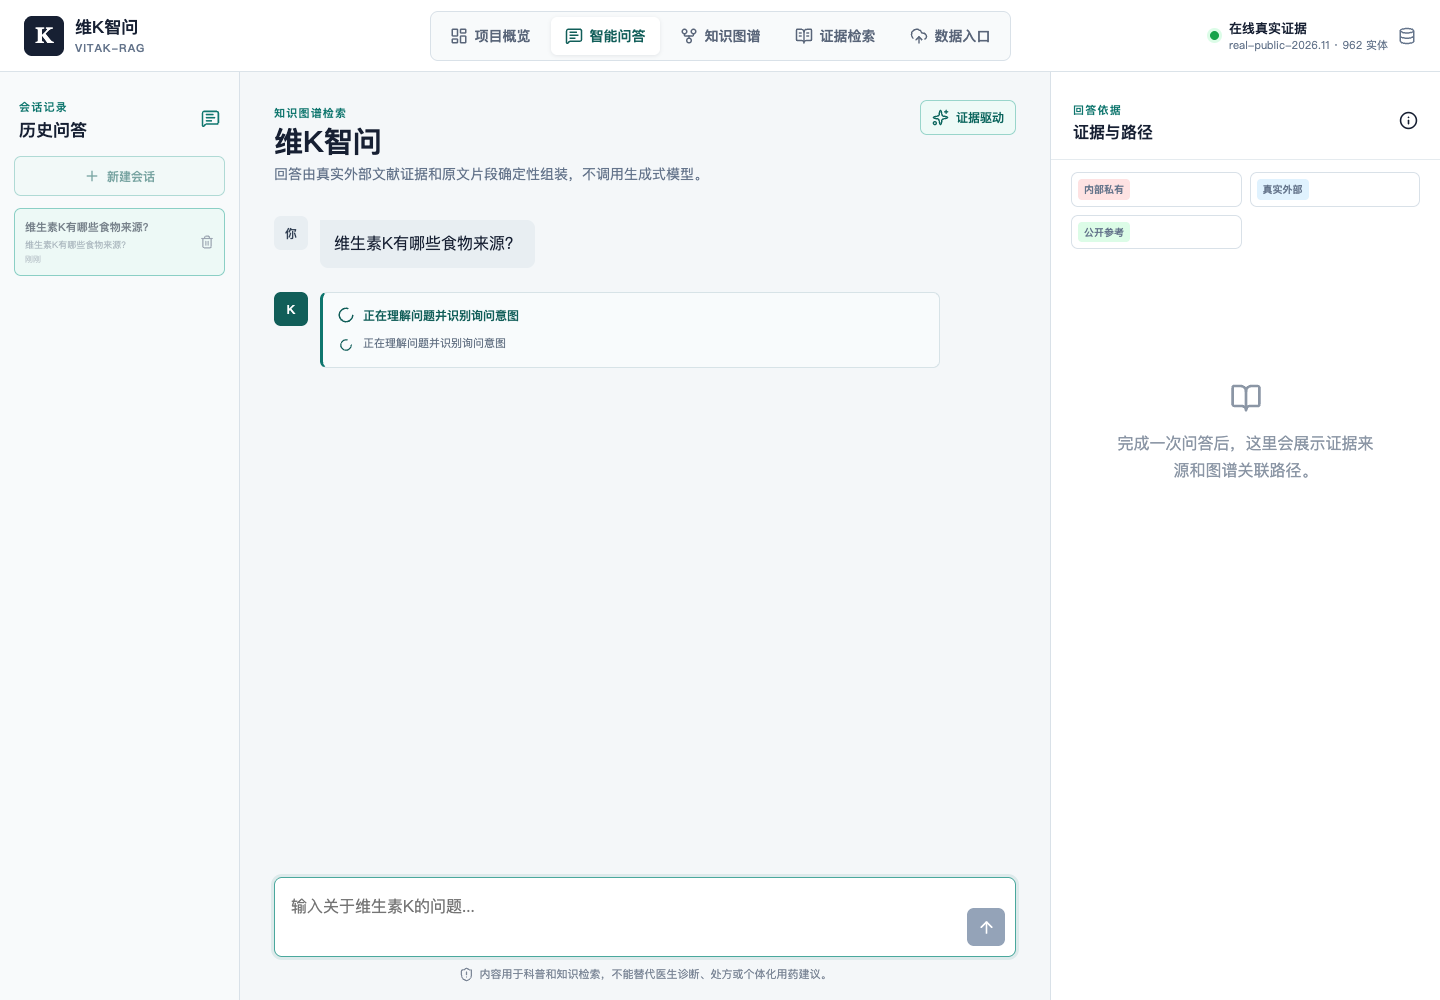 K
维K智问
VITAK-RAG
项目概览
智能问答
知识图谱
证据检索
数据入口
在线真实证据
real-public-2026.11 · 962 实体
会话记录
历史问答
新建会话
维生素K有哪些食物来源?
维生素K有哪些食物来源?
刚刚
知识图谱检索
维K智问
回答由真实外部文献证据和原文片段确定性组装，不调用生成式模型。
证据驱动
你
维生素K有哪些食物来源?
K
正在理解问题并识别询问意图
正在理解问题并识别询问意图
输入关于维生素K的问题...
内容用于科普和知识检索，不能替代医生诊断、处方或个体化用药建议。
回答依据
证据与路径
内部私有
真实外部
公开参考
完成一次问答后，这里会展示证据来
源和图谱关联路径。